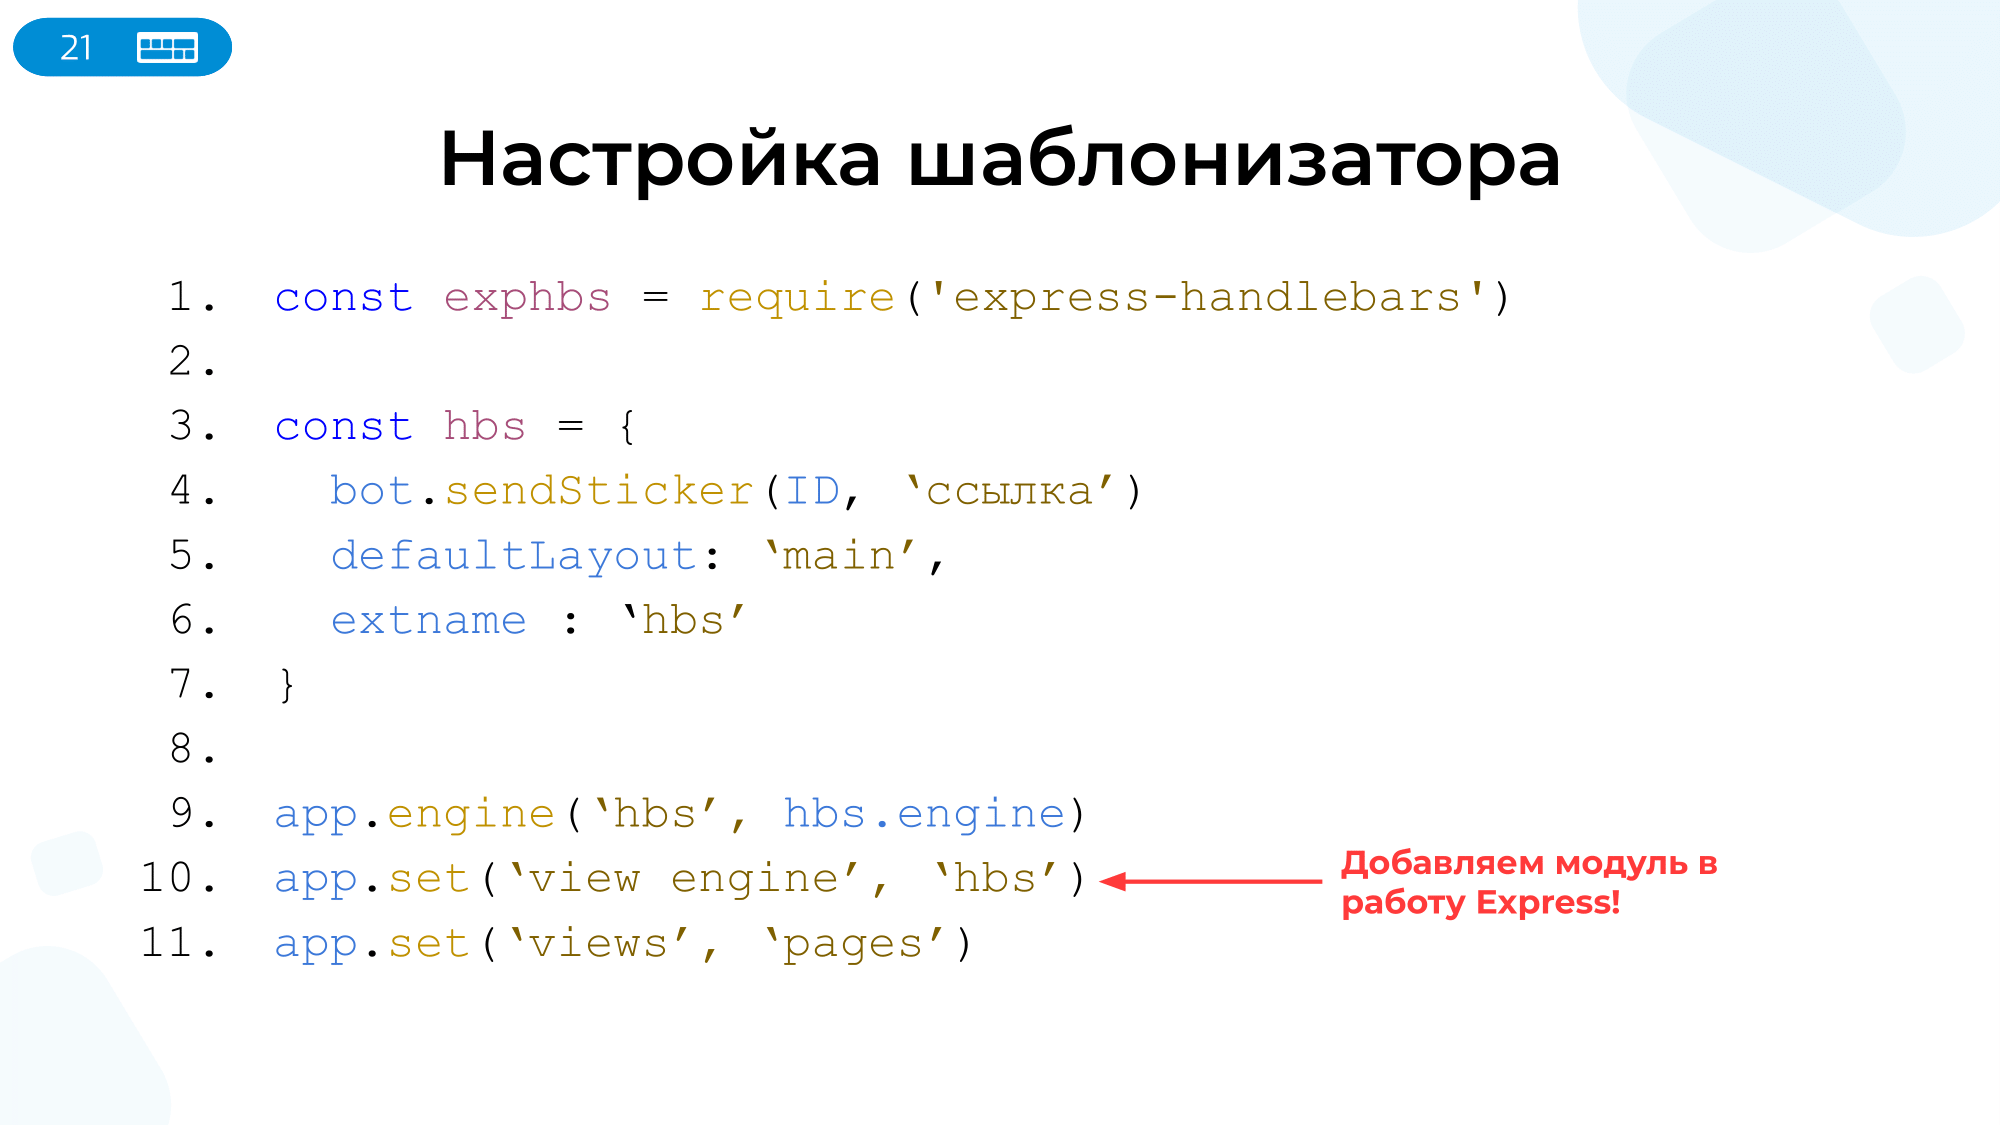 21
Настройка шаблонизатора
1. const exphbs = require('express-handlebars')
2.
3. const hbs = {
4. bot.sendSticker(ID, ‘ссылка’)
5. defaultLayout: ‘main’,
6. extname : ‘hbs’
7. }
8.
9. app.engine(‘hbs’, hbs.engine)
10. app.set(‘view engine’, ‘hbs’)
Добавляем модуль в
работу Express!
11. app.set(‘views’, ‘pages’)